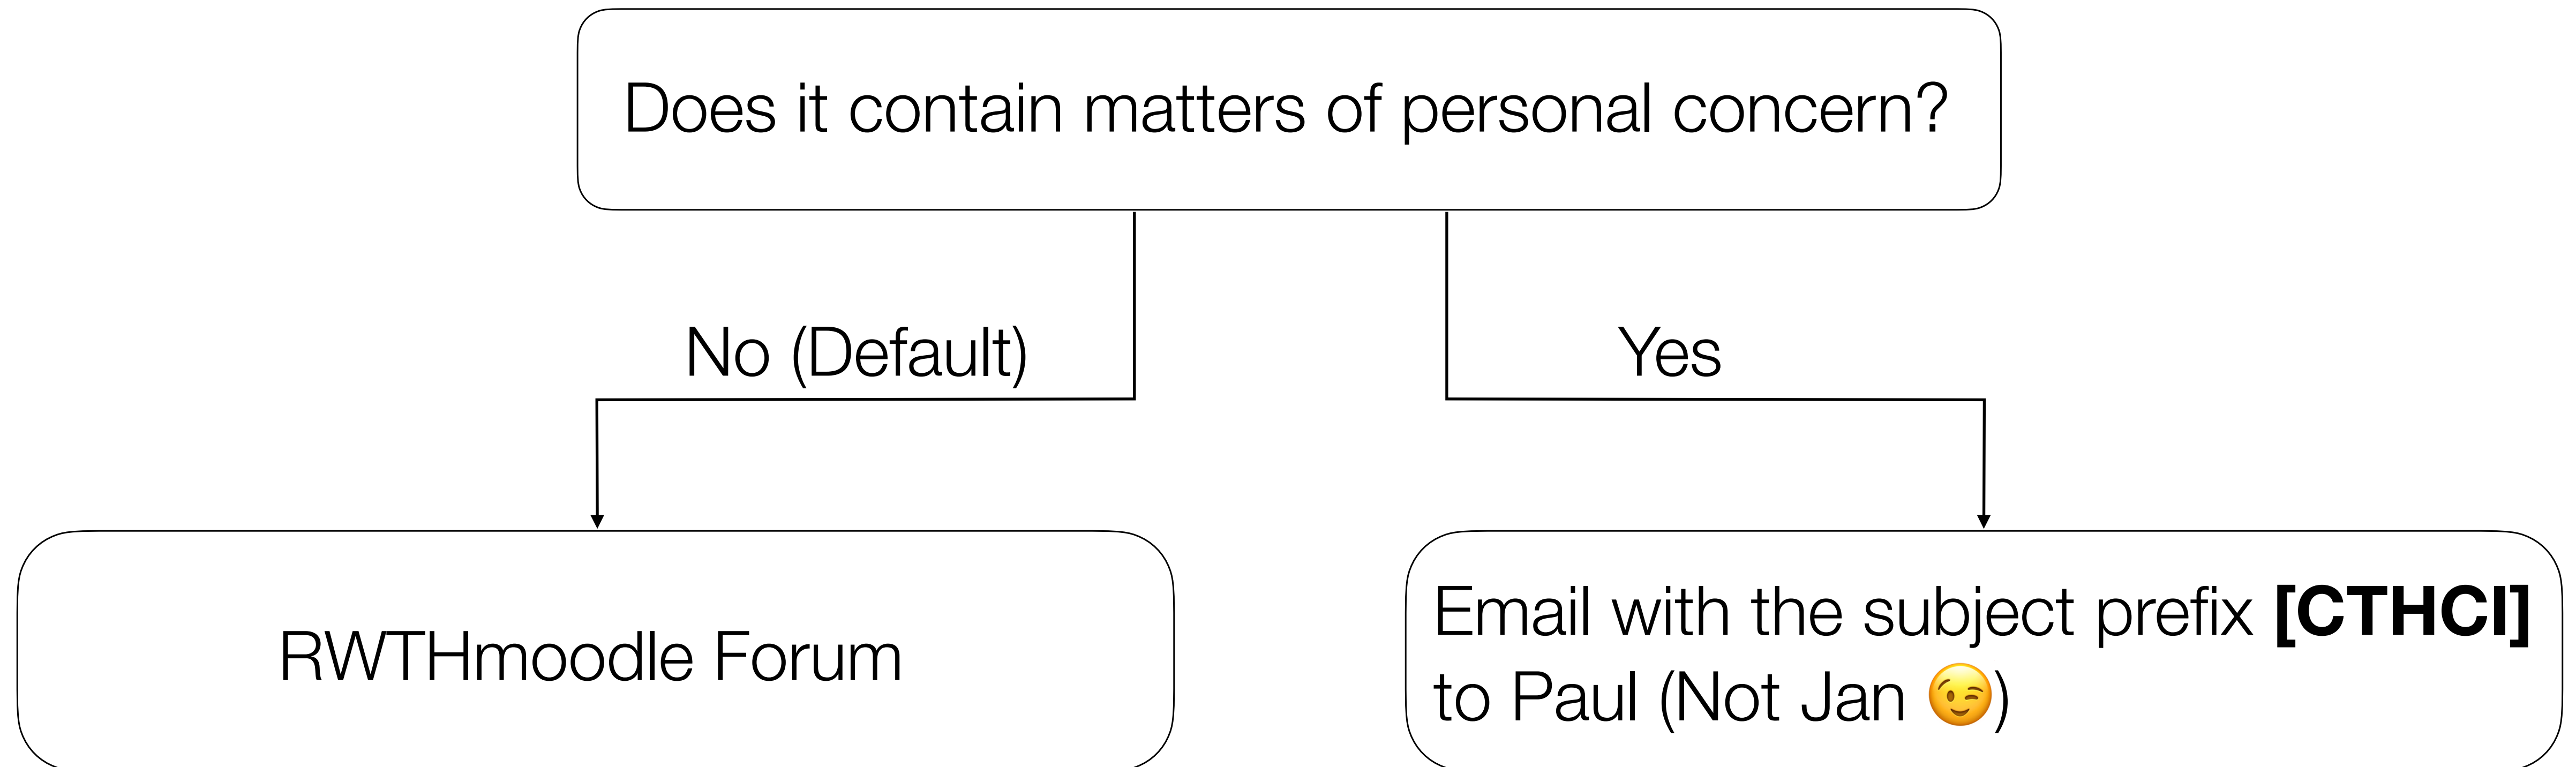 Does it contain matters of personal concern?
No (Default)
Yes
RWTHmoodle Forum
Email with the subject prefix [CTHCI]
to Paul (Not Jan 😉)